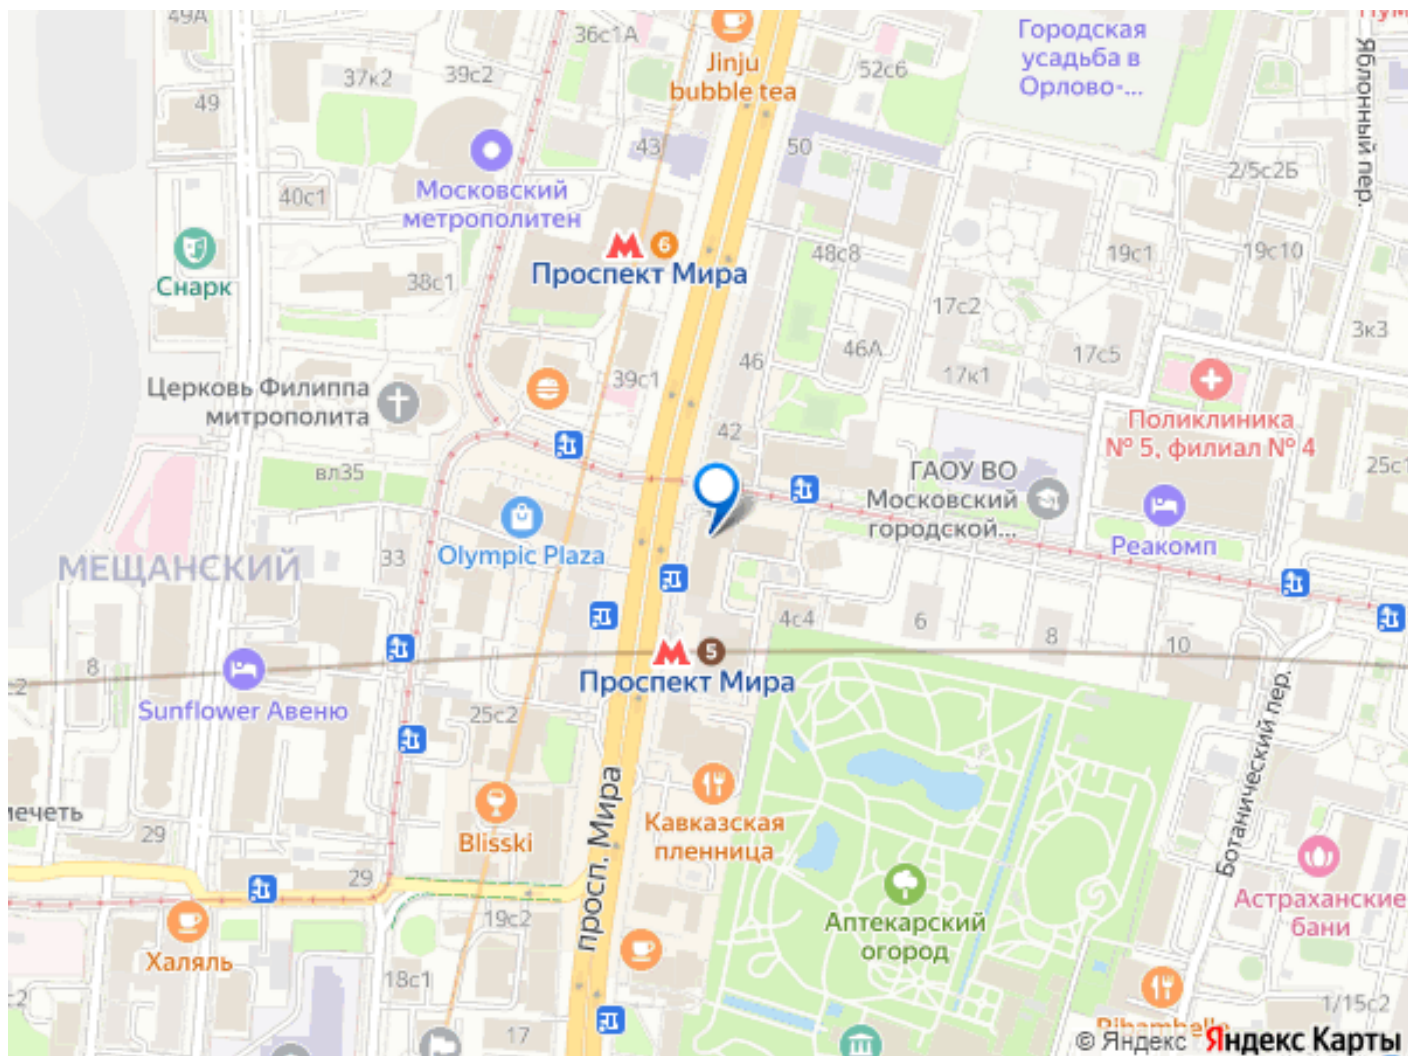 49А
36с1А
Jinju
bubble tea
52с6
Городская
усадьба в
Орлово-...
Яблонный пер.
37к2
39с2
49
43
50
2/5с2Б
Московский
метрополитен
40с1
6
Проспект Мира
48с8
19с1
19с10
Снарк
38с1
17с2
3к3
46
46А
17с5
39с1
17к1
Церковь Филиппа
митрополита
42
Поликлиника
№ 5, филиал № 4
вл35
ГАОУ ВО
Московский
городской...
25с1
Olympic Plaza
Реакомп
33
МЕЩАНСКИЙ
4с4
6
8
10
8
5
Проспект Мира
Sunflower Авеню
25с2
Ботанический пер.
просп. Мира
Кавказская
пленница
Blisski
29
29
Аптекарский
огород
Астраханские
бани
19с2
Халяль
18с1
17
1/15с2
© Яндекс Яндекс Карты